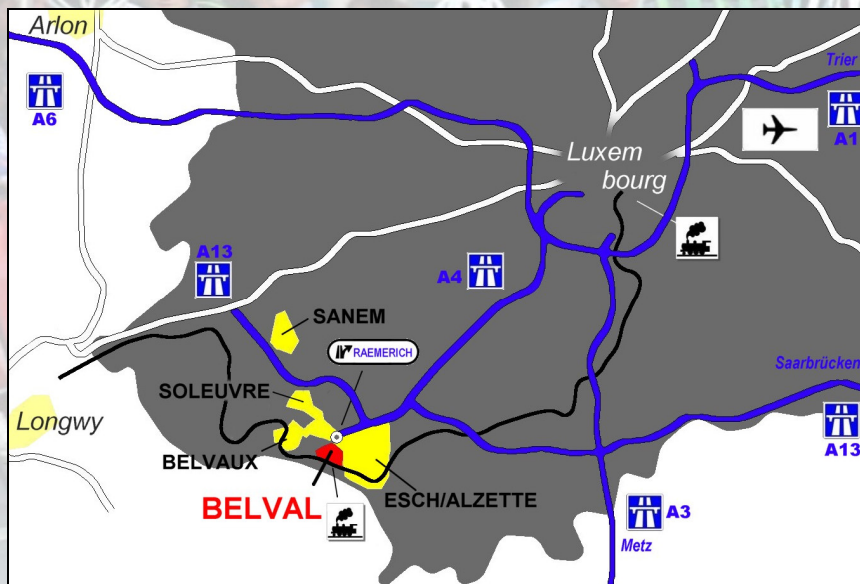 Arlon
A6
Trier
A1
Luxem
bourg
A13
A4
SANEM
RAEMERICH
Saarbrücken
SOLEUVRE
Longwy
A13
BELVAUX
ESCH/ALZETTE
BELVAL
A3
Metz